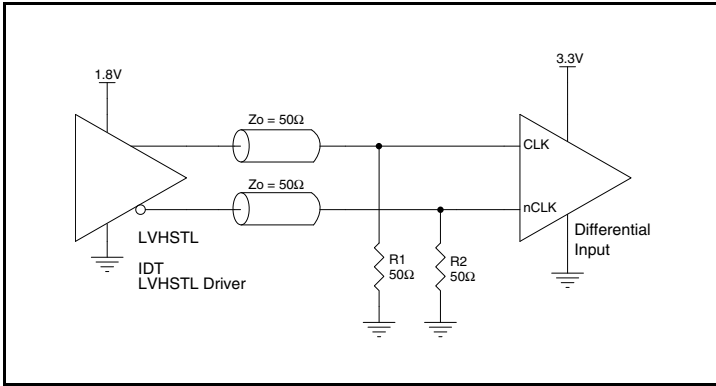 1.8V
3.3V
Zo = 50Ω
CLK
Zo = 50Ω
nCLK
LVHSTL
IDT
LVHSTL Driver
R1
50Ω
R2
50Ω
Differential
Input